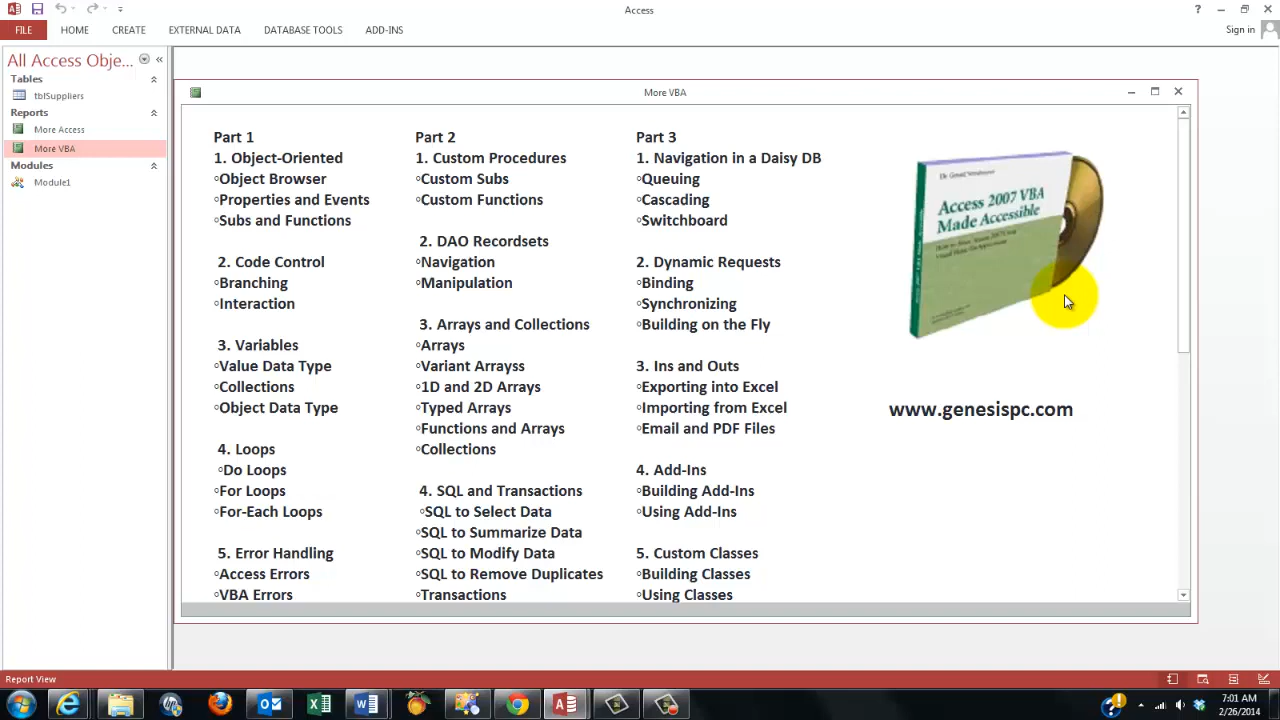 Access
?
FILE
HOME
CREATE
EXTERNAL DATA
DATABASE TOOLS
ADD-INS
Sign in
All Access Obje...
Tables
tblSuppliers
Reports
More Access
More VBA
Modules
Module1
More VBA
Part 1
1. Object-Oriented
◦Object Browser
◦Properties and Events
◦Subs and Functions
2. Code Control
◦Branching
◦Interaction
3. Variables
◦Value Data Type
◦Collections
◦Object Data Type
4. Loops
◦Do Loops
◦For Loops
◦For-Each Loops
5. Error Handling
◦Access Errors
◦VBA Errors
Part 2
1. Custom Procedures
◦Custom Subs
◦Custom Functions
2. DAO Recordsets
◦Navigation
◦Manipulation
3. Arrays and Collections
◦Arrays
◦Variant Arrayss
◦1D and 2D Arrays
◦Typed Arrays
◦Functions and Arrays
◦Collections
4. SQL and Transactions
◦SQL to Select Data
◦SQL to Summarize Data
◦SQL to Modify Data
◦SQL to Remove Duplicates
◦Transactions
Part 3
1. Navigation in a Daisy DB
◦Queuing
◦Cascading
◦Switchboard
2. Dynamic Requests
◦Binding
◦Synchronizing
◦Building on the Fly
3. Ins and Outs
◦Exporting into Excel
◦Importing from Excel
◦Email and PDF Files
4. Add-Ins
◦Building Add-Ins
◦Using Add-Ins
5. Custom Classes
◦Building Classes
◦Using Classes
Dr. Gerard
Access 2007 VBA
Made Accessible
www.genesispc.com
Report View
7:01 AM
2/26/2014